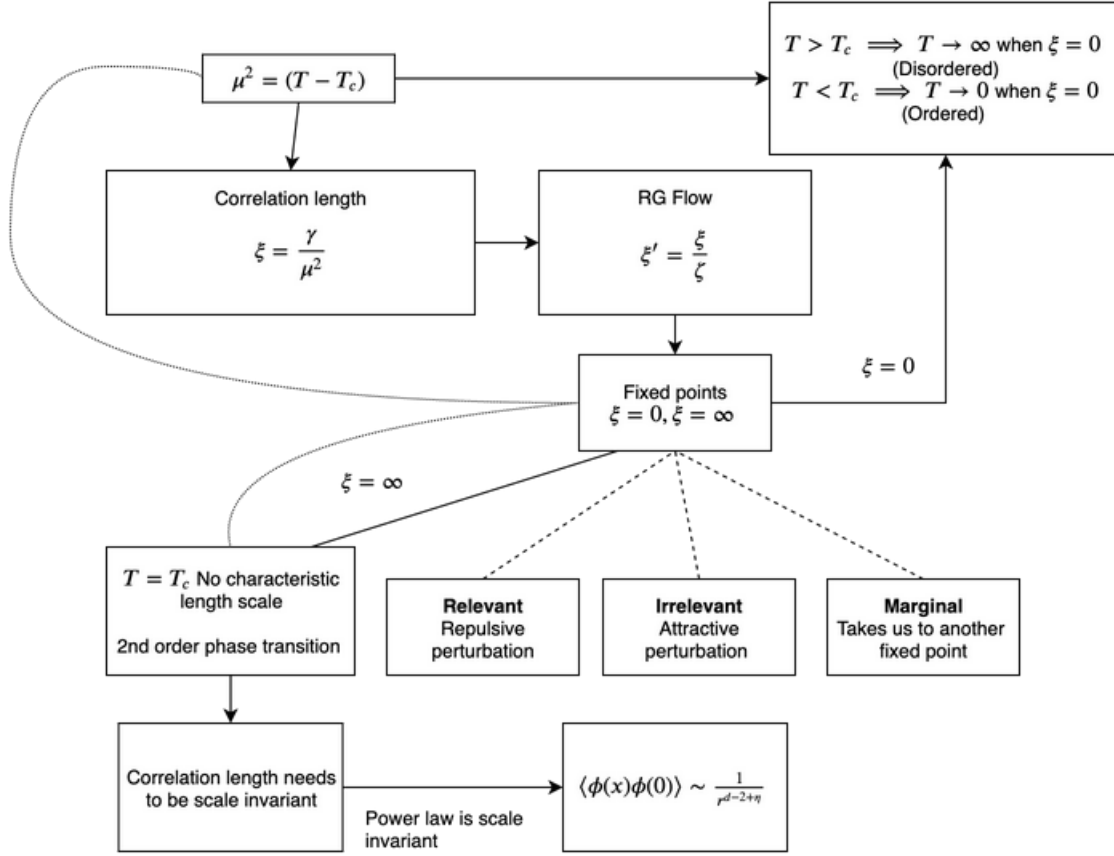 μ² = (T − T_c)
T > T_c ⟹ T → ∞ when ξ = 0
(Disordered)
T < T_c ⟹ T → 0 when ξ = 0
(Ordered)
Correlation length
ξ = γ/μ²
RG Flow
ξ′ = ξ/ζ
Fixed points
ξ = 0, ξ = ∞
ξ = 0
ξ = ∞
T = T_c No characteristic
length scale
2nd order phase transition
Relevant
Repulsive
perturbation
Irrelevant
Attractive
perturbation
Marginal
Takes us to another
fixed point
Correlation length needs
to be scale invariant
Power law is scale
invariant
⟨ϕ(x)ϕ(0)⟩ ∼ 1/r^{d−2+η}